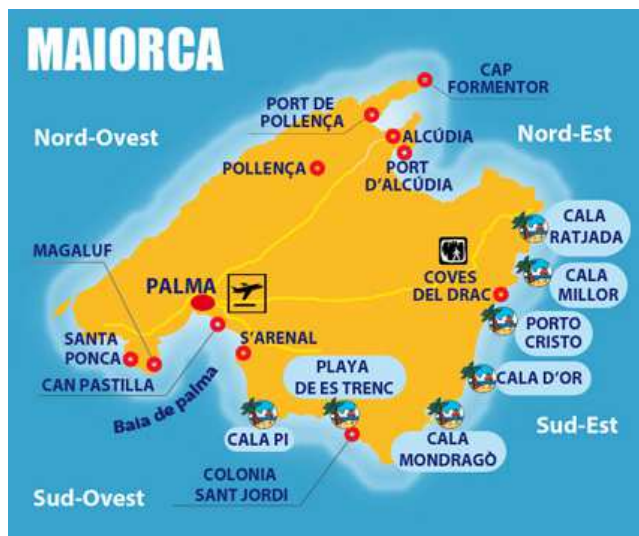 MAIORCA
CAP
FORMENTOR
PORT DE
POLLENÇA
Nord-Ovest
ALCÚDIA
Nord-Est
POLLENÇA
PORT
D'ALCÚDIA
CALA
RATJADA
MAGALUF
COVES
DEL DRAC
CALA
MILLOR
PALMA
PORTO
CRISTO
SANTA
PONCA
S'ARENAL
PLAYA
DE ES TRENC
CAN PASTILLA
CALA D'OR
Baia de palma
Sud-Est
CALA PI
CALA
MONDRAGÒ
COLONIA
SANT JORDI
Sud-Ovest